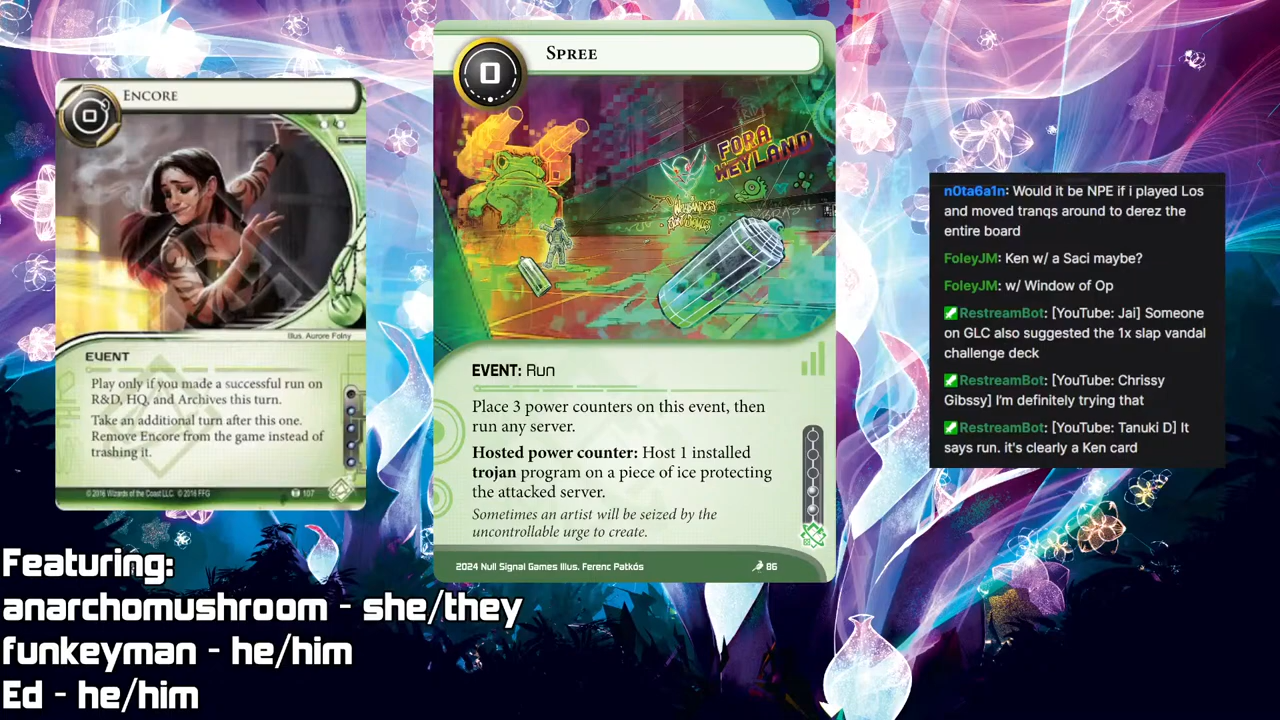 ENCORE
0
Illus. Aurore Folny
EVENT
Play only if you made a successful run on
R&D, HQ, and Archives this turn.
Take an additional turn after this one.
Remove Encore from the game instead of
trashing it.
© 2016 Wizards of the Coast LLC. © 2016 FFG
107
0
SPREE
FORA
WEYLAND
EVENT: Run
Place 3 power counters on this event, then
run any server.
Hosted power counter: Host 1 installed
trojan program on a piece of ice protecting
the attacked server.
Sometimes an artist will be seized by the
uncontrollable urge to create.
2024 Null Signal Games Illus. Ferenc Patkós
86
n0ta6a1n: Would it be NPE if i played Los
and moved tranqs around to derez the
entire board
FoleyJM: Ken w/ a Saci maybe?
FoleyJM: w/ Window of Op
RestreamBot: [YouTube: Jai] Someone
on GLC also suggested the 1x slap vandal
challenge deck
RestreamBot: [YouTube: Chrissy
Gibssy] I'm definitely trying that
RestreamBot: [YouTube: Tanuki D] It
says run. it's clearly a Ken card
Featuring:
anarchomushroom - she/they
funkeyman - he/him
Ed - he/him